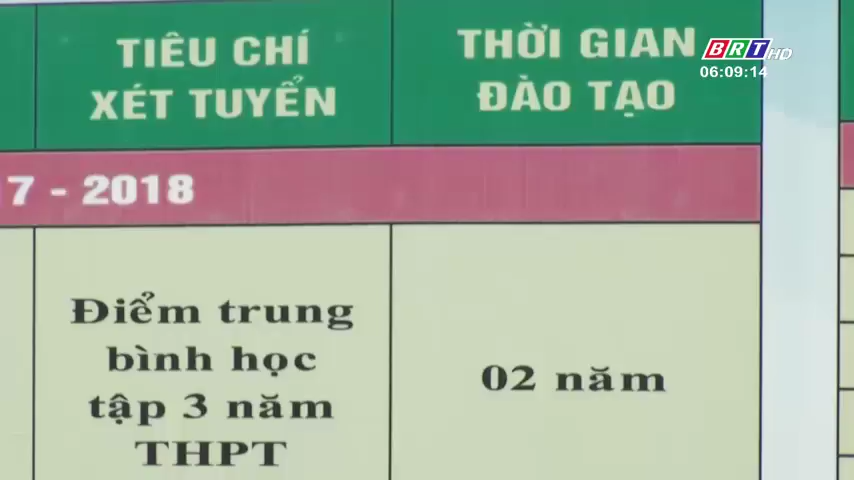 TIÊU CHÍ
XÉT TUYỂN
THỜI GIAN
ĐÀO TẠO
BRT HD
06:09:14
7 - 2018
Điểm trung
bình học
tập 3 năm
THPT
02 năm